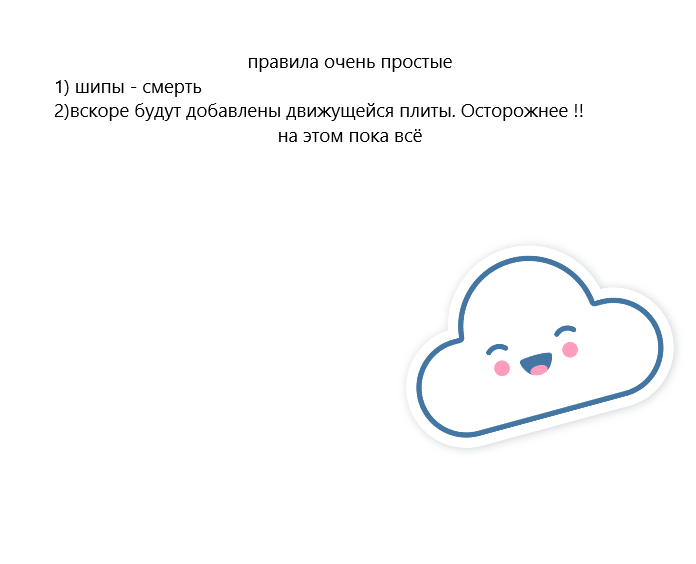 правила очень простые
1) шипы - смерть
2)вскоре будут добавлены движущейся плиты. Осторожнее !!
на этом пока всё